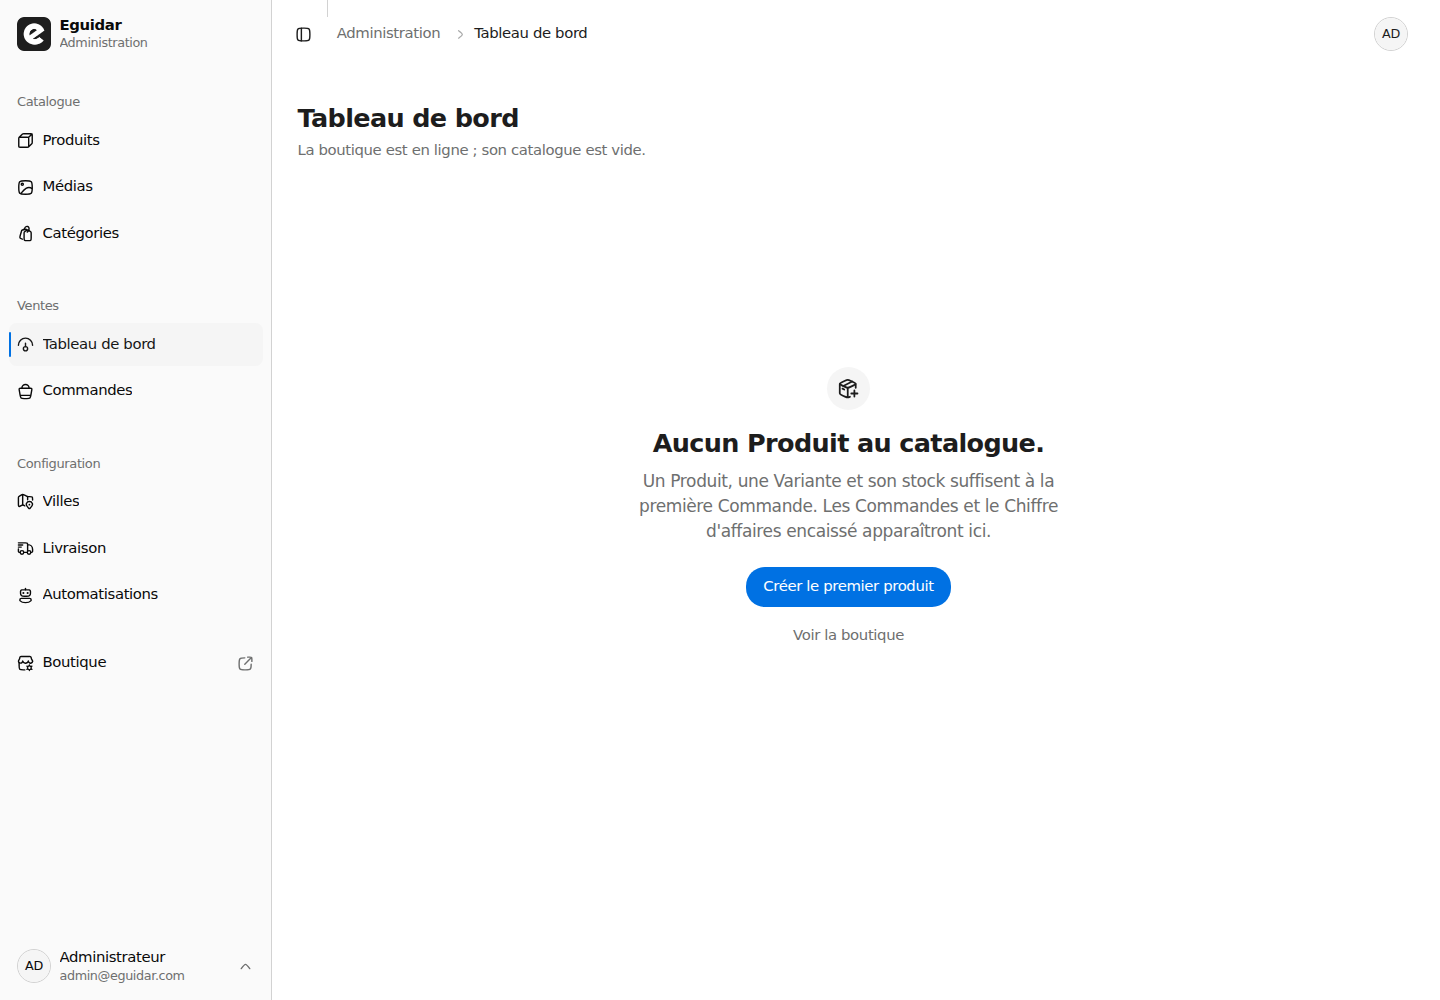 Eguidar
Administration
Catalogue
Produits
Médias
Catégories
Ventes
Tableau de bord
Commandes
Configuration
Villes
Livraison
Automatisations
Boutique
AD
Administrateur
admin@eguidar.com
Administration
Tableau de bord
AD
Tableau de bord
La boutique est en ligne ; son catalogue est vide.
Aucun Produit au catalogue.
Un Produit, une Variante et son stock suffisent à la
première Commande. Les Commandes et le Chiffre
d'affaires encaissé apparaîtront ici.
Créer le premier produit
Voir la boutique